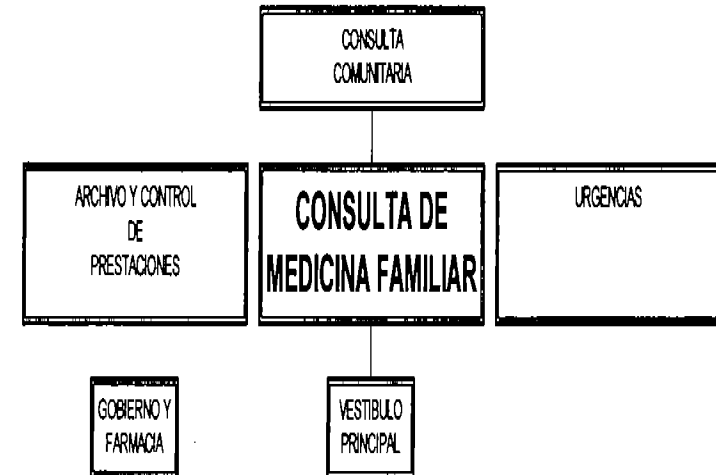 CONSULTA
COMUNITARIA
ARCHIVO Y CONTROL
DE
PRESTACIONES
CONSULTA DE
MEDICINA FAMILIAR
URGENCIAS
GOBIERNO Y
FARMACIA
VESTIBULO
PRINCIPAL